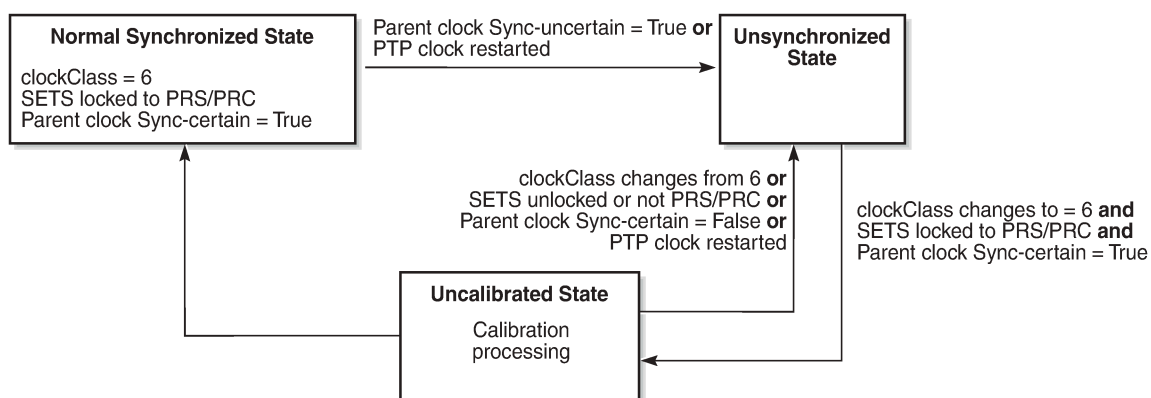 Normal Synchronized State
clockClass = 6
SETS locked to PRS/PRC
Parent clock Sync-certain = True
Parent clock Sync-uncertain = True or
PTP clock restarted
Unsynchronized
State
clockClass changes from 6 or
SETS unlocked or not PRS/PRC or
Parent clock Sync-certain = False or
PTP clock restarted
clockClass changes to = 6 and
SETS locked to PRS/PRC and
Parent clock Sync-certain = True
Uncalibrated State
Calibration
processing